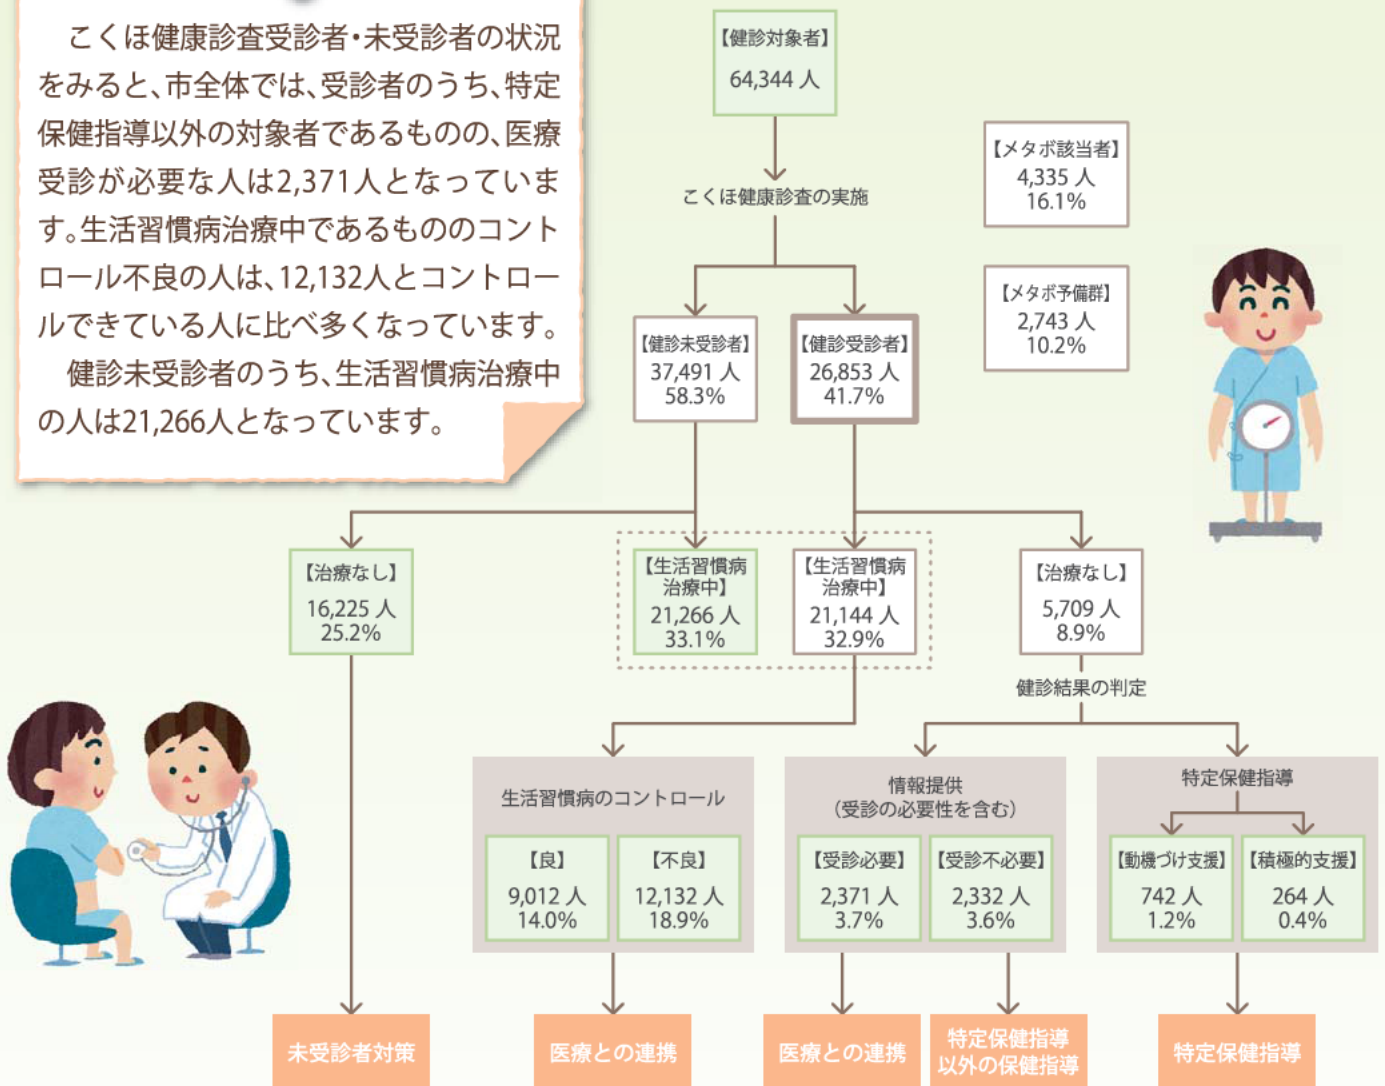 こくほ健康診査受診者・未受診者の状況
をみると、市全体では、受診者のうち、特定
保健指導以外の対象者であるものの、医療
受診が必要な人は2,371人となっていま
す。生活習慣病治療中であるもののコント
ロール不良の人は、12,132人とコントロー
ルできている人に比べ多くなっています。
健診未受診者のうち、生活習慣病治療中
の人は21,266人となっています。
【健診対象者】
64,344 人
こくほ健康診査の実施
【メタボ該当者】
4,335 人
16.1%
【メタボ予備群】
2,743 人
10.2%
【健診未受診者】
37,491 人
58.3%
【健診受診者】
26,853 人
41.7%
【治療なし】
16,225 人
25.2%
【生活習慣病
治療中】
21,266 人
33.1%
【生活習慣病
治療中】
21,144 人
32.9%
【治療なし】
5,709 人
8.9%
健診結果の判定
生活習慣病のコントロール
【良】
9,012 人
14.0%
【不良】
12,132 人
18.9%
情報提供
（受診の必要性を含む）
【受診必要】
2,371 人
3.7%
【受診不必要】
2,332 人
3.6%
特定保健指導
【動機づけ支援】
742 人
1.2%
【積極的支援】
264 人
0.4%
未受診者対策
医療との連携
医療との連携
特定保健指導
以外の保健指導
特定保健指導